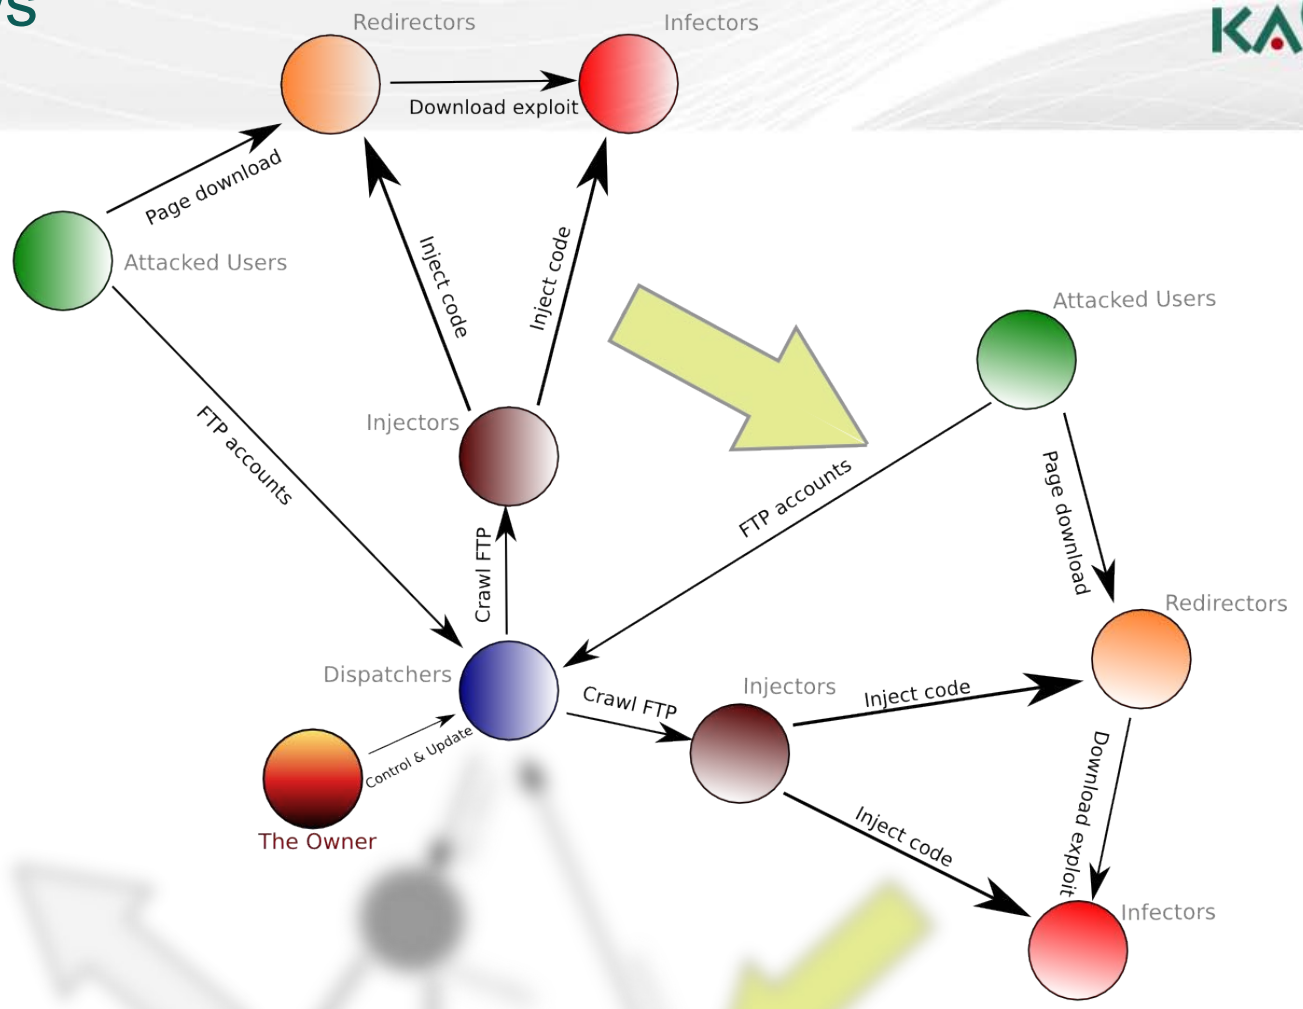 Redirectors
Infectors
Download exploit
Page download
Attacked Users
Inject code
Inject code
Attacked Users
Injectors
FTP accounts
FTP accounts
Page download
Crawl FTP
Redirectors
Dispatchers
Injectors
Crawl FTP
Inject code
Control & Update
The Owner
Download exploit
Inject code
Infectors